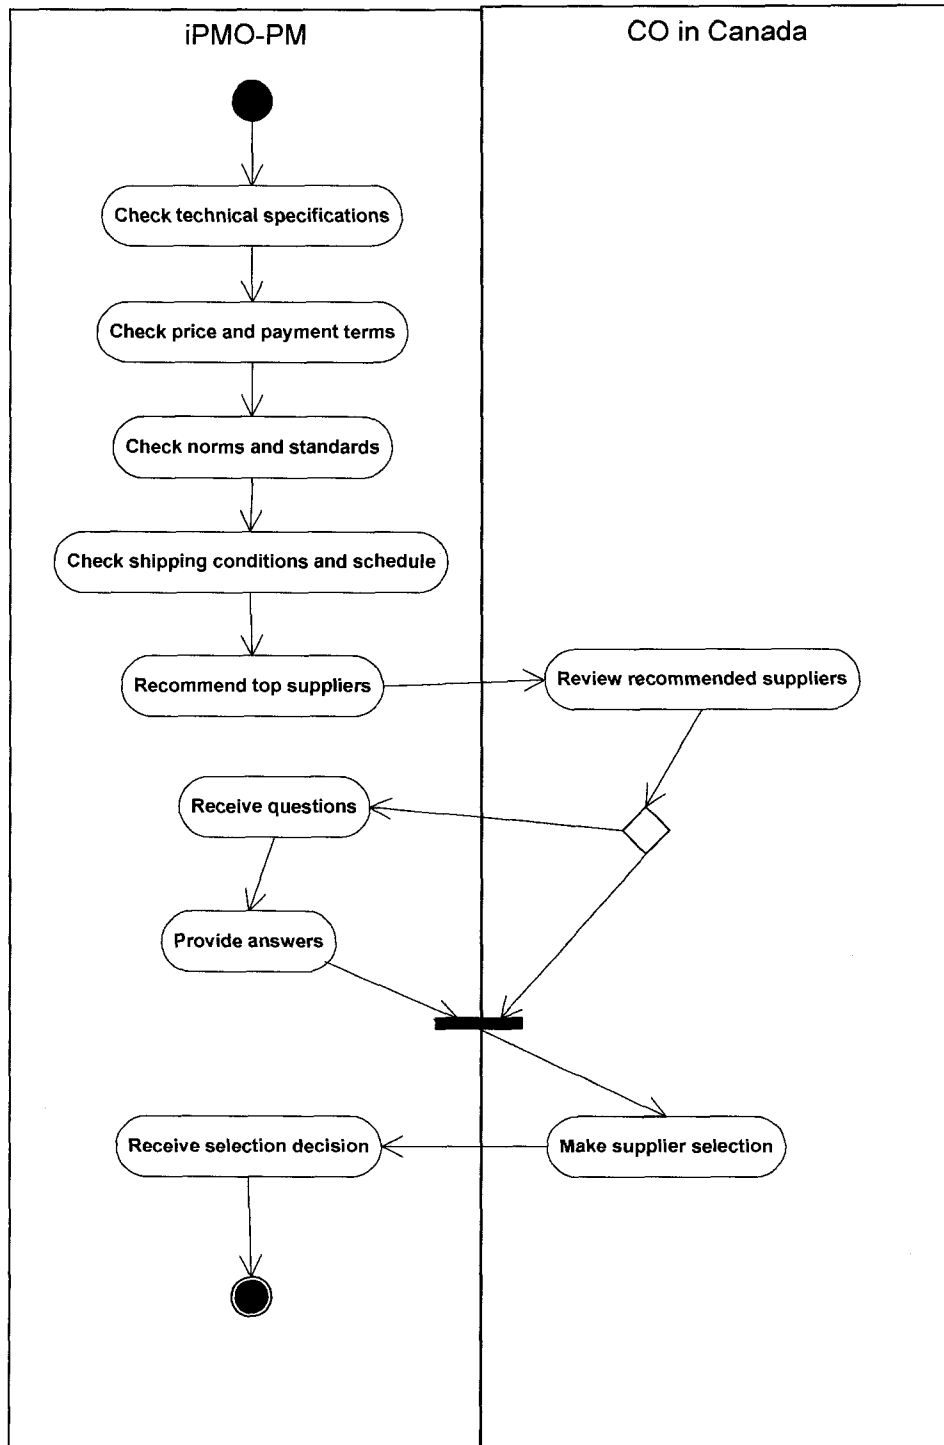 iPMO-PM
CO in Canada
Check technical specifications
Check price and payment terms
Check norms and standards
Check shipping conditions and schedule
Recommend top suppliers
Review recommended suppliers
Receive questions
Provide answers
Receive selection decision
Make supplier selection